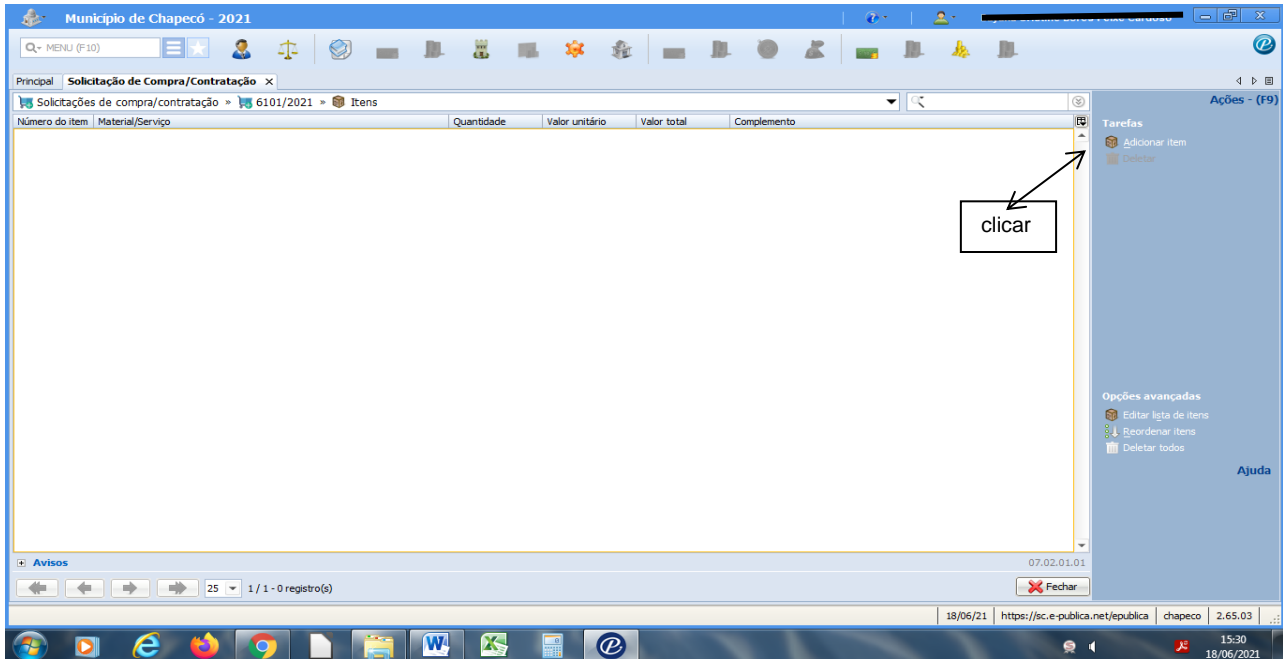 Município de Chapecó - 2021
MENU (F10)
Principal Solicitação de Compra/Contratação
Solicitações de compra/contratação » 6101/2021 » Itens
Ações - (F9)
Número do item Material/Serviço Quantidade Valor unitário Valor total Complemento
Tarefas
Adicionar item
Deletar
clicar
Opções avançadas
Editar lista de itens
Reordenar itens
Deletar todos
Ajuda
Avisos 07.02.01.01
25 1 / 1 - 0 registro(s) Fechar
18/06/21 https://sc.e-publica.net/epublica chapeco 2.65.03
15:30
18/06/2021